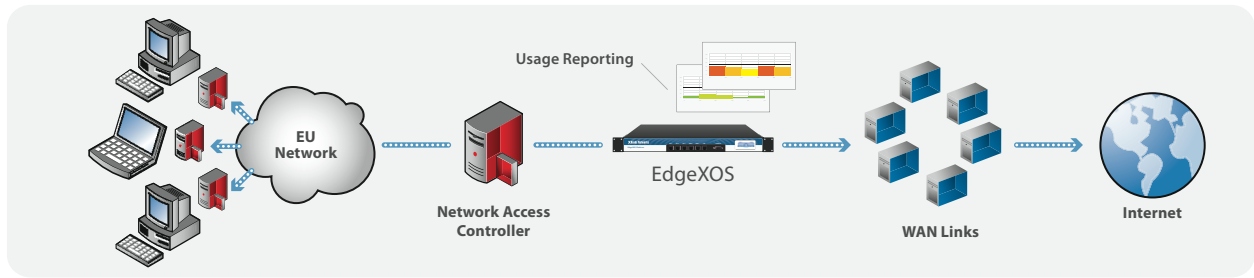 Usage Reporting
EU
Network
EdgeXOS
Network Access
Controller
WAN Links
Internet